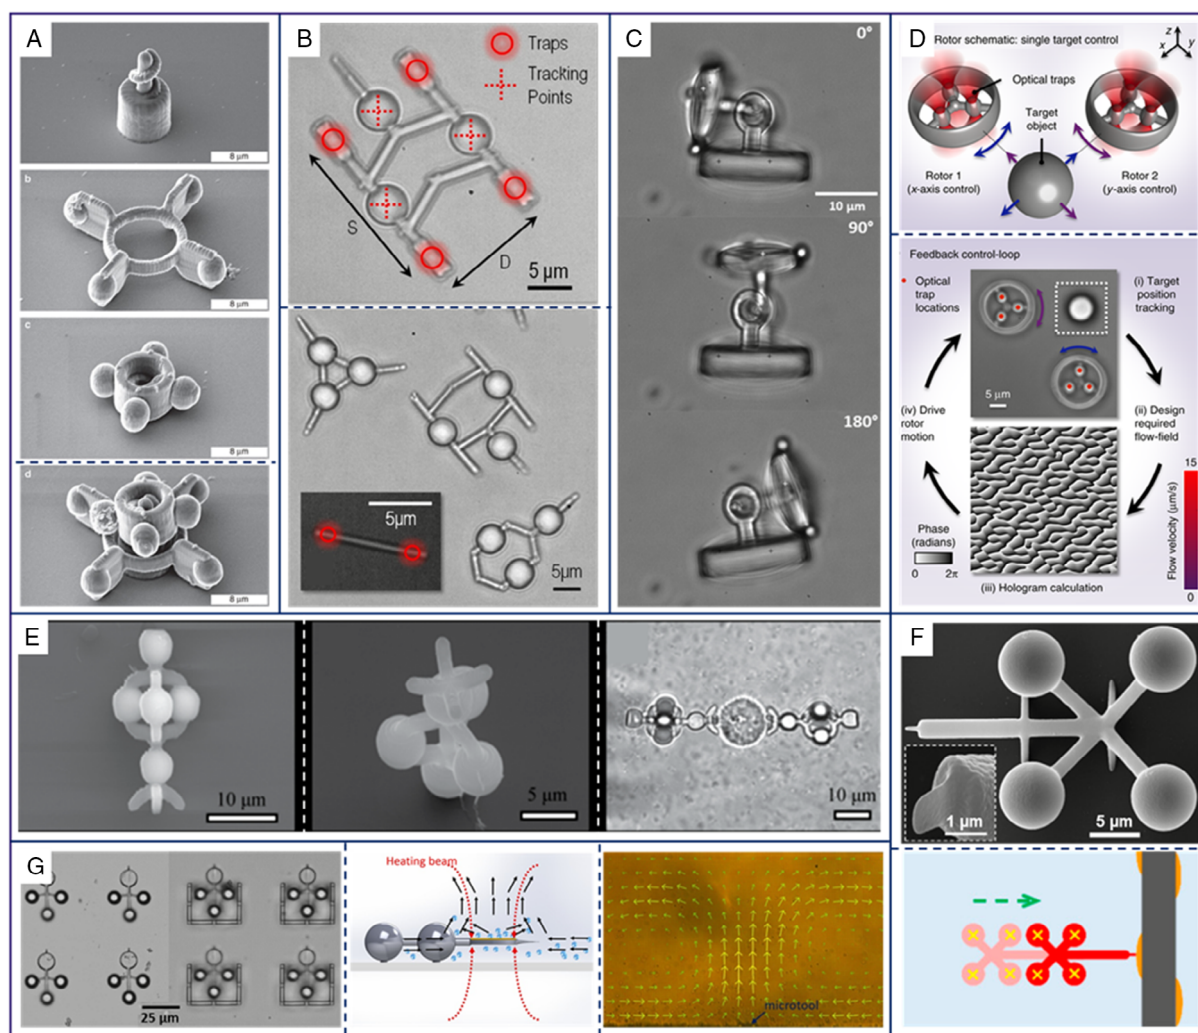 A
8 μm
b
8 μm
c
8 μm
d
8 μm
B
Traps
Tracking
Points
S
D
5 μm
5μm
5μm
C
0°
10 μm
90°
180°
D
Rotor schematic: single target control
z
x
y
Optical traps
Target
object
Rotor 1
(x-axis control)
Rotor 2
(y-axis control)
Feedback control-loop
Optical
trap
locations
(i) Target
position
tracking
5 μm
(iv) Drive
rotor
motion
(ii) Design
required
flow-field
Phase
(radians)
0 2π
(iii) Hologram calculation
15
Flow velocity (μm/s)
0
E
10 μm
5 μm
10 μm
F
1 μm
5 μm
G
25 μm
Heating beam
microtool